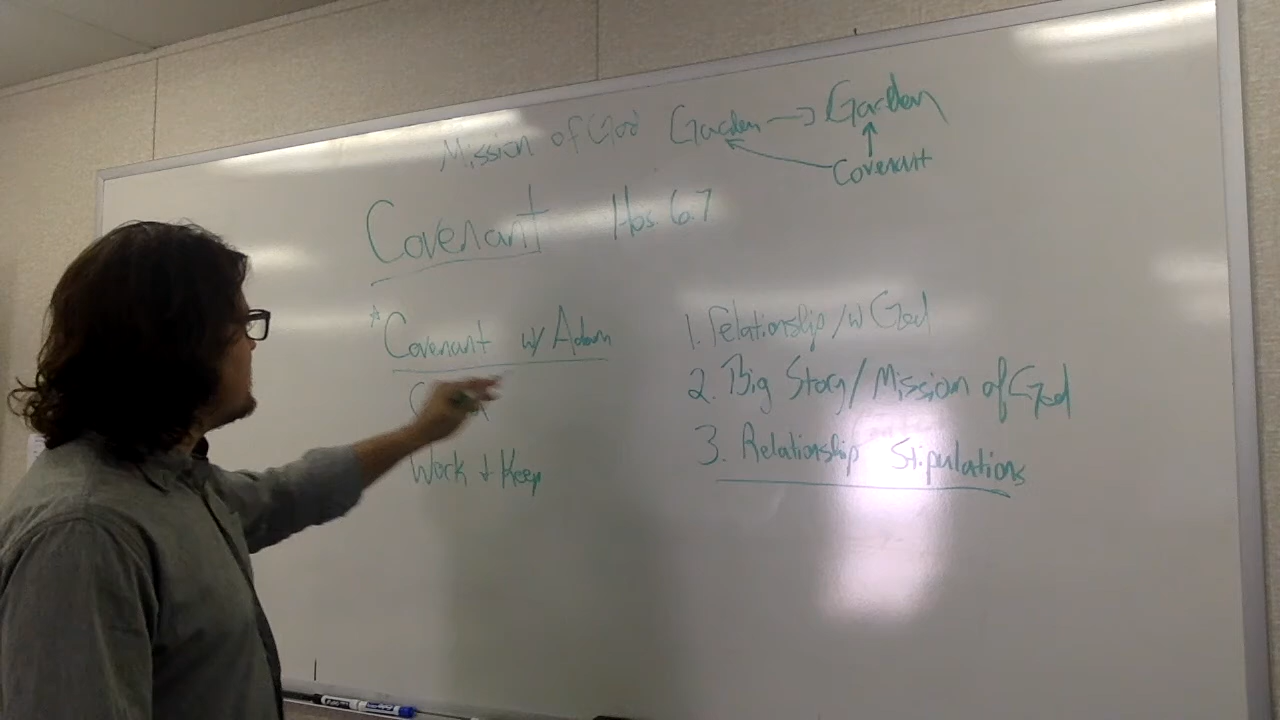 Mission of God Garden → Garden
Covenant
Covenant Hos. 6.7
* Covenant w/ Adam
Work + Keep
1. Relationship/w God
2. Big Story/Mission of God
3. Relationship Stipulations